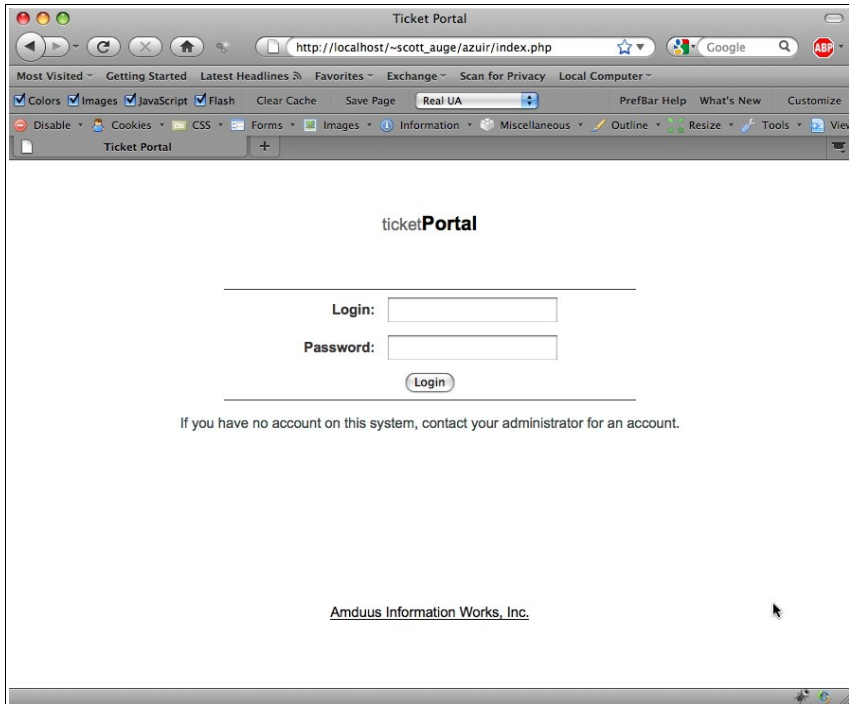 Ticket Portal
http://localhost/~scott_auge/azuir/index.php
Google
ABP
Most Visited Getting Started Latest Headlines Favorites Exchange Scan for Privacy Local Computer
Colors Images JavaScript Flash Clear Cache Save Page Real UA PrefBar Help What's New Customize
Disable Cookies CSS Forms Images Information Miscellaneous Outline Resize Tools View
Ticket Portal +
ticketPortal
Login:
Password:
Login
If you have no account on this system, contact your administrator for an account.
Amduus Information Works, Inc.